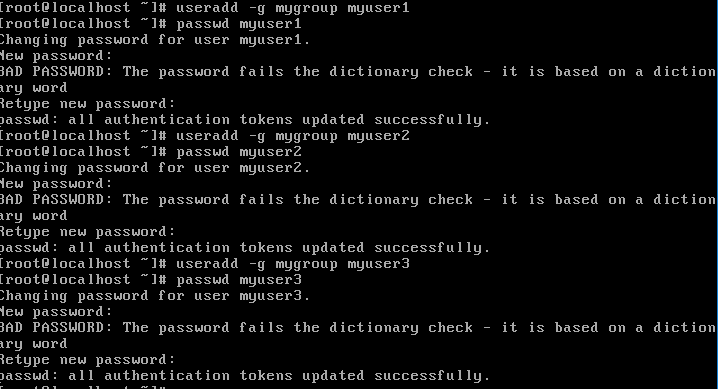 [root@localhost ~]# useradd -g mygroup myuser1
[root@localhost ~]# passwd myuser1
Changing password for user myuser1.
New password:
BAD PASSWORD: The password fails the dictionary check - it is based on a diction
ary word
Retype new password:
passwd: all authentication tokens updated successfully.
[root@localhost ~]# useradd -g mygroup myuser2
[root@localhost ~]# passwd myuser2
Changing password for user myuser2.
New password:
BAD PASSWORD: The password fails the dictionary check - it is based on a diction
ary word
Retype new password:
passwd: all authentication tokens updated successfully.
[root@localhost ~]# useradd -g mygroup myuser3
[root@localhost ~]# passwd myuser3
Changing password for user myuser3.
New password:
BAD PASSWORD: The password fails the dictionary check - it is based on a diction
ary word
Retype new password:
passwd: all authentication tokens updated successfully.
[root@localhost ~]#